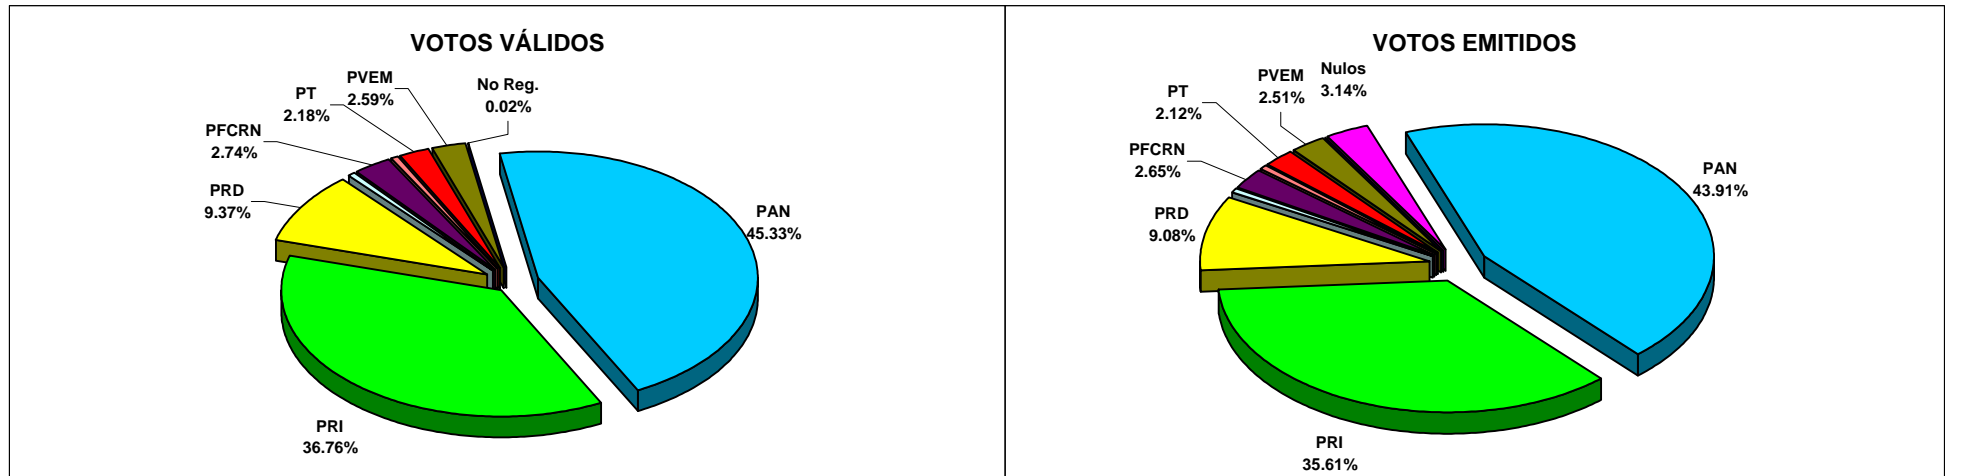 VOTOS VÁLIDOS
No Reg.
0.02%
PVEM
2.59%
PT
2.18%
PFCRN
2.74%
PRD
9.37%
PAN
45.33%
PRI
36.76%
VOTOS EMITIDOS
Nulos
3.14%
PVEM
2.51%
PT
2.12%
PFCRN
2.65%
PRD
9.08%
PAN
43.91%
PRI
35.61%